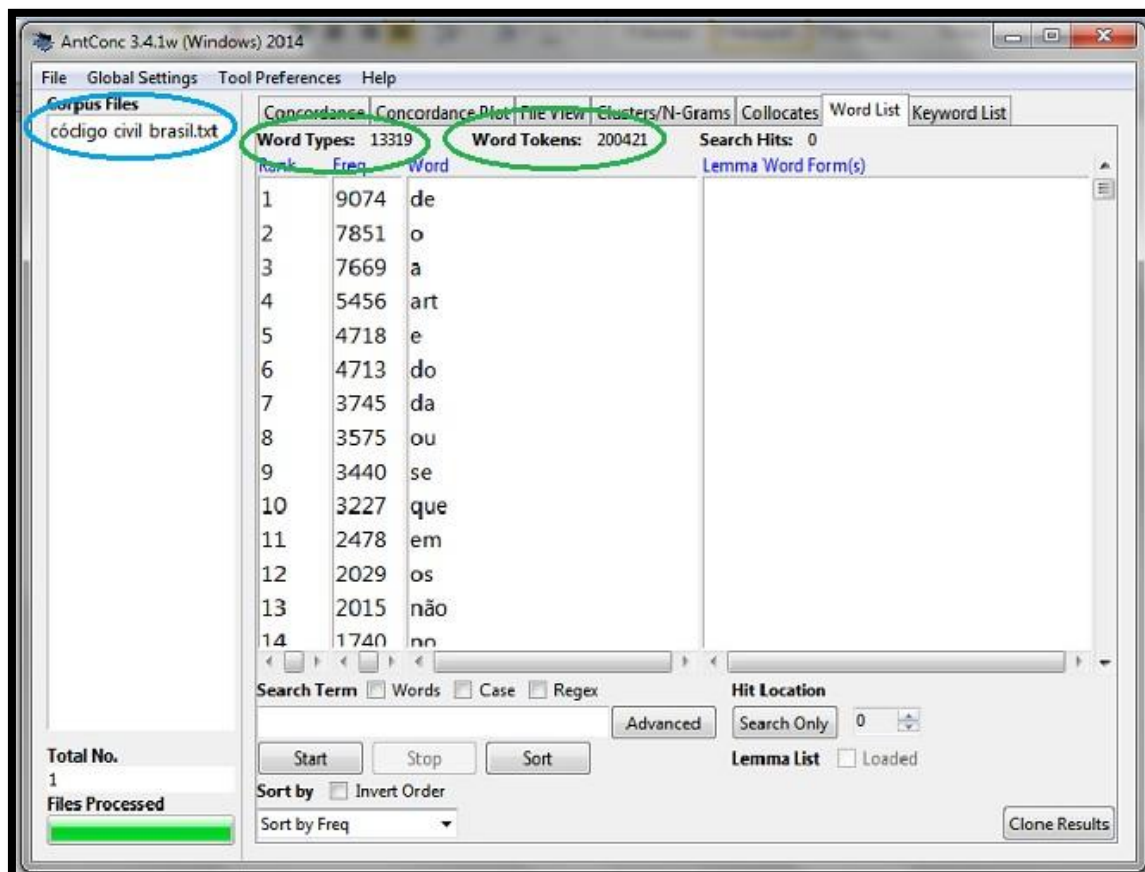 AntConc 3.4.1w (Windows) 2014
File Global Settings Tool Preferences Help
Corpus Files
códligo civil brasil.txt
Concordance Concordance Plot File View Clusters/N-Grams Collocates Word List Keyword List
Word Types: 13319 Word Tokens: 200421 Search Hits: 0
Rank Freq Word Lemma Word Form(s)
1 9074 de
2 7851 o
3 7669 a
4 5456 art
5 4718 e
6 4713 do
7 3745 da
8 3575 ou
9 3440 se
10 3227 que
11 2478 em
12 2029 os
13 2015 não
14 1740 no
Search Term Words Case Regex Hit Location
Advanced Search Only 0
Total No.
1
Start Stop Sort Lemma List Loaded
Files Processed
Sort by Invert Order
Sort by Freq Clone Results